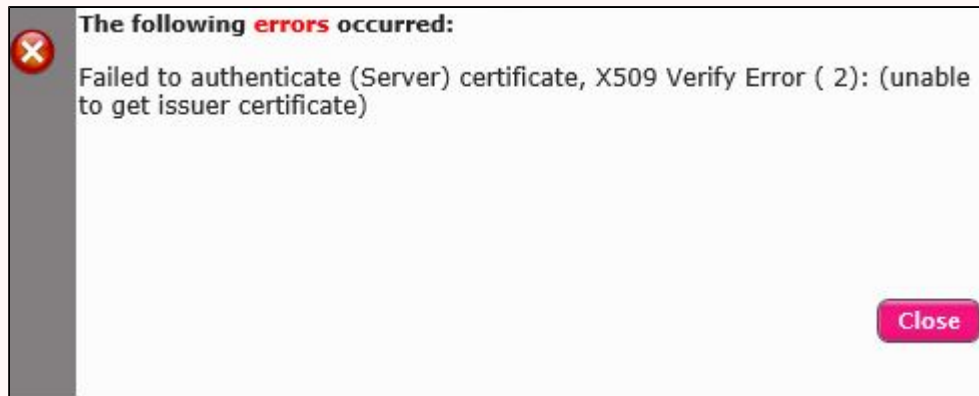 The following errors occurred:
Failed to authenticate (Server) certificate, X509 Verify Error ( 2): (unable
to get issuer certificate)
Close